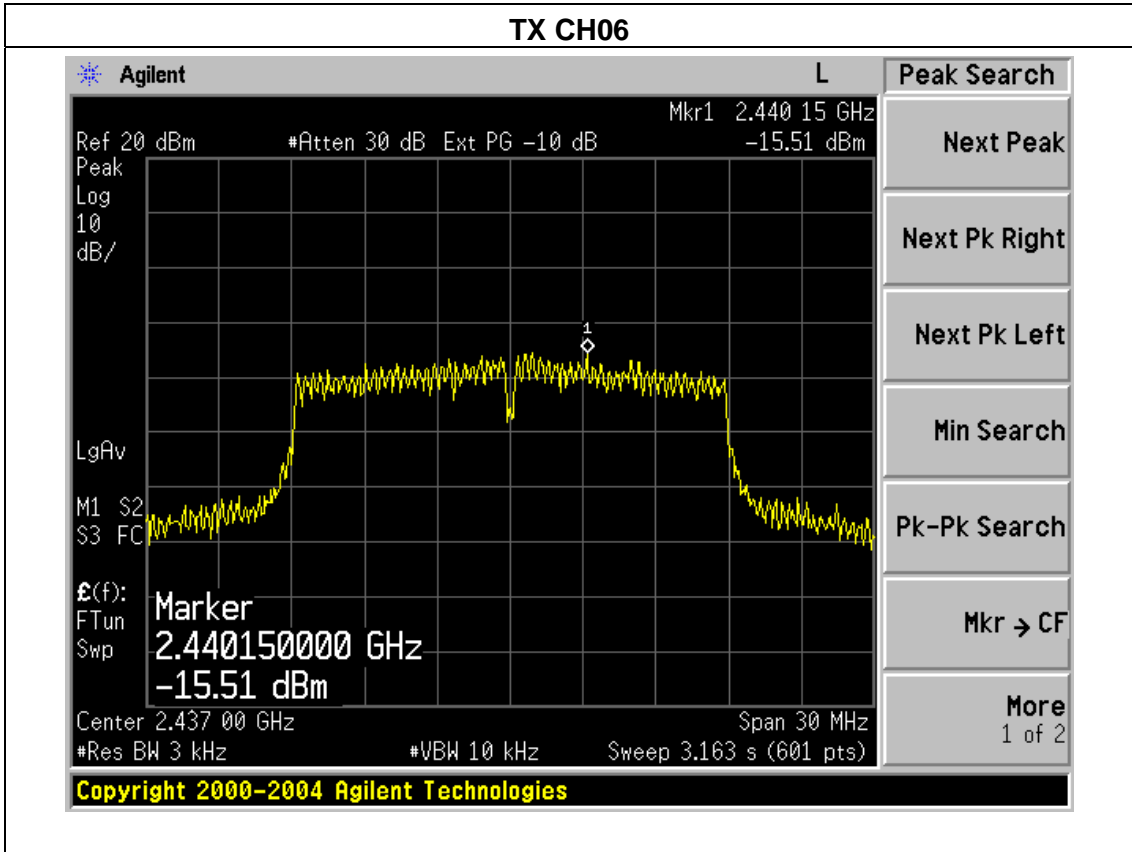 TX CH06
Agilent
L
Peak Search
Mkr1 2.440 15 GHz
Ref 20 dBm #Atten 30 dB Ext PG -10 dB -15.51 dBm
Peak
Log
10
dB/
1
LgAv
M1 S2
S3 FC
£(f):
FTun
Swp
Marker
2.440150000 GHz
-15.51 dBm
Center 2.437 00 GHz Span 30 MHz
#Res BW 3 kHz #VBW 10 kHz Sweep 3.163 s (601 pts)
Copyright 2000-2004 Agilent Technologies
Next Peak
Next Pk Right
Next Pk Left
Min Search
Pk-Pk Search
Mkr → CF
More
1 of 2